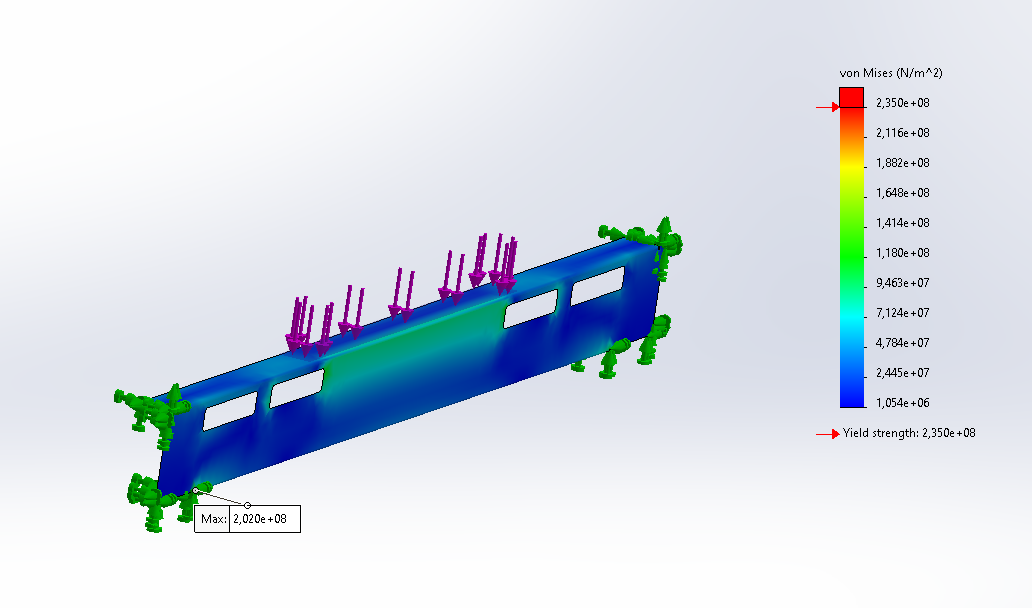 von Mises (N/m^2)
2,350e+08
2,116e+08
1,882e+08
1,648e+08
1,414e+08
1,180e+08
9,463e+07
7,124e+07
4,784e+07
2,445e+07
1,054e+06
Yield strength: 2,350e+08
Max: 2,020e+08